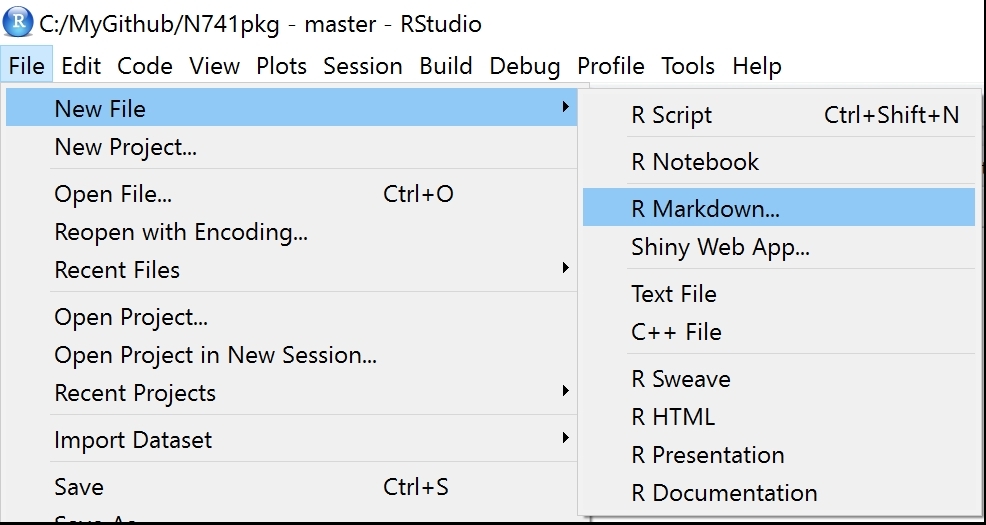 R C:/MyGithub/N741pkg - master - RStudio
File Edit Code View Plots Session Build Debug Profile Tools Help
New File
New Project...
Open File... Ctrl+O
Reopen with Encoding...
Recent Files
Open Project...
Open Project in New Session...
Recent Projects
Import Dataset
Save Ctrl+S
Save As
R Script Ctrl+Shift+N
R Notebook
R Markdown...
Shiny Web App...
Text File
C++ File
R Sweave
R HTML
R Presentation
R Documentation